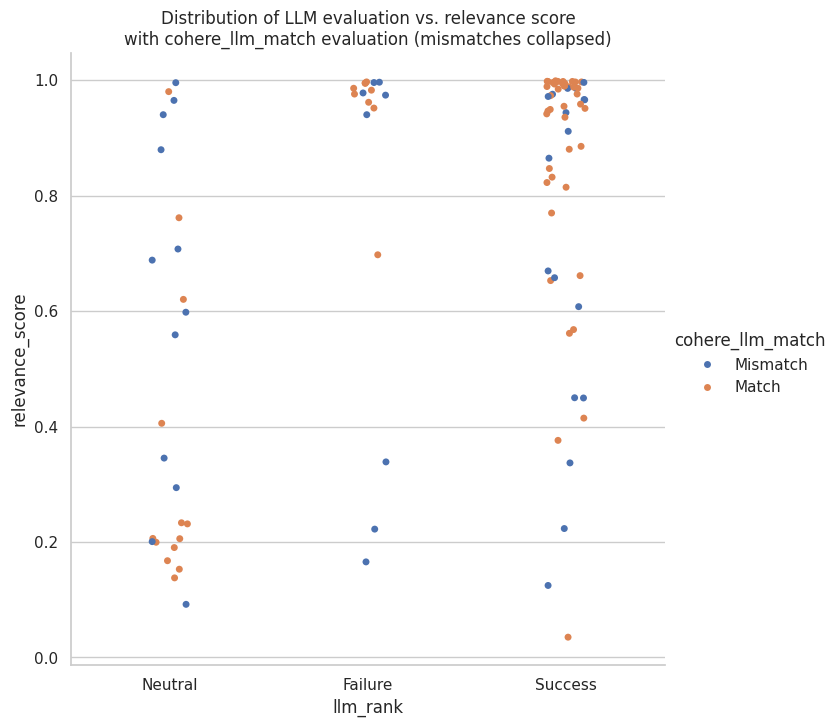 Distribution of LLM evaluation vs. relevance score
with cohere_llm_match evaluation (mismatches collapsed)
1.0
0.8
0.6
0.4
0.2
0.0
relevance_score
Neutral
Failure
Success
llm_rank
cohere_llm_match
Mismatch
Match